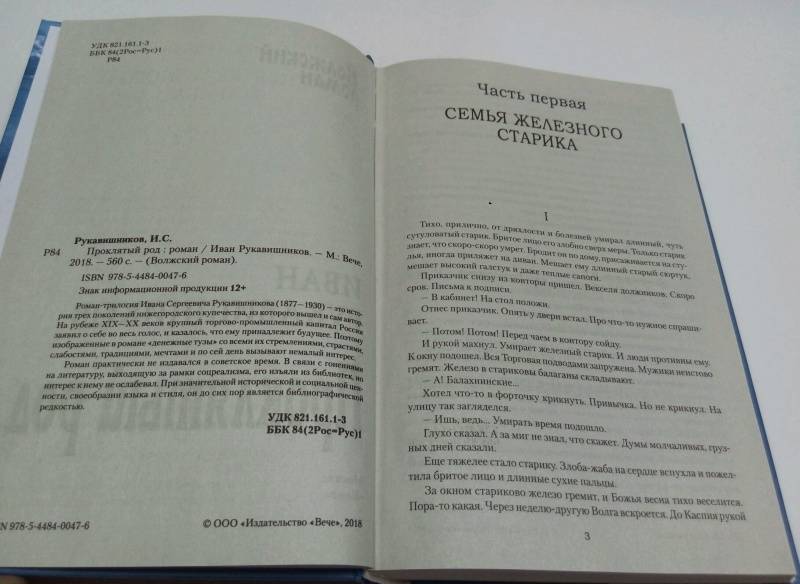 УДК 821.161.1-3
ББК 84(2Рос=Рус)1
Р84
Рукавишников, И.С.
Р84 Проклятый род : роман / Иван Рукавишников. — М.: Вече,
2018. — 560 с. — (Волжский роман).
ISBN 978-5-4484-0047-6
Знак информационной продукции 12+
Роман-трилогия Ивана Сергеевича Рукавишникова (1877—1930) — это исто-
рия трех поколений нижегородского купечества, из которого вышел и сам автор.
На рубеже XIX—XX веков крупный торгово-промышленный капитал России
заявил о себе во весь голос, и казалось, что ему принадлежит будущее. Поэтому
изображенные в романе «денежные тузы» со всеми их стремлениями, страстями,
слабостями, традициями, мечтами и по сей день вызывают немалый интерес.
Роман практически не издавался в советское время. В связи с гонениями
на литературу, выходящую за рамки соцреализма, его изъяли из библиотек, но
интерес к нему не ослабевал. При значительной исторической и социальной цен-
ности, своеобразии языка и стиля, он до сих пор является библиографической
редкостью.
УДК 821.161.1-3
ББК 84(2Рос=Рус)1
N 978-5-4484-0047-6
© ООО «Издательство «Вече», 2018
Часть первая
СЕМЬЯ ЖЕЛЕЗНОГО
СТАРИКА
I
Тихо, прилично, от дряхлости и болезней умирал длинный, чуть
сутуловатый старик. Бритое лицо его злобно сверх меры. Только старик
знает, что скоро-скоро умрет. Бродит он по дому, присаживается на сту-
лья, иногда приляжет на диван. Мешает ему длинный старый сюртук,
мешает высокий галстук и даже теплые сапоги.
Приказчик снизу из конторы пришел. Векселя должников. Скоро
срок. Письма к подписи.
— В кабинет! На стол положи.
Отнес приказчик. Опять у двери встал. Про что-то нужное спраши-
вает.
— Потом! Потом! Перед чаем в контору сойду.
И рукой махнул. Умирает железный старик. И люди противны ему.
К окну подошел. Вся Торговая подводами запружена. Мужики неистово
гремят. Железо в стариковы балаганы складывают.
— А! Балахнинские...
Хотел что-то в форточку крикнуть. Привычка. Но не крикнул. На
улицу так загляделся.
— Ишь, ведь... Умирать время подошло.
Глухо сказал. А за миг не знал, что скажет. Думы молчаливых, груз-
ных дней сказали.
Еще тяжелее стало старику. Злоба-жаба на сердце вспухла и пожел-
тила бритое лицо и длинные сухие пальцы.
За окном стариково железо гремит, и Божья весна тихо веселится.
Пора-то какая. Через неделю-другую Волга вскроется. До Каспия рукой
3